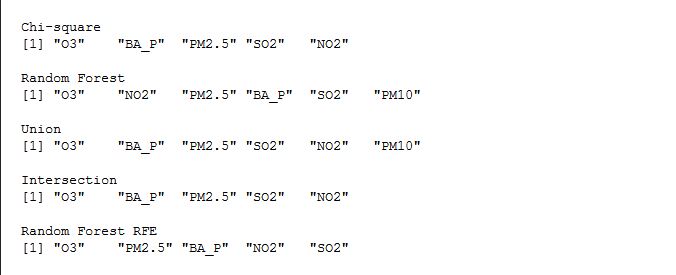 Chi-square
[1] "O3" "BA_P" "PM2.5" "SO2" "NO2"
Random Forest
[1] "O3" "NO2" "PM2.5" "BA_P" "SO2" "PM10"
Union
[1] "O3" "BA_P" "PM2.5" "SO2" "NO2" "PM10"
Intersection
[1] "O3" "BA_P" "PM2.5" "SO2" "NO2"
Random Forest RFE
[1] "O3" "PM2.5" "BA_P" "NO2" "SO2"